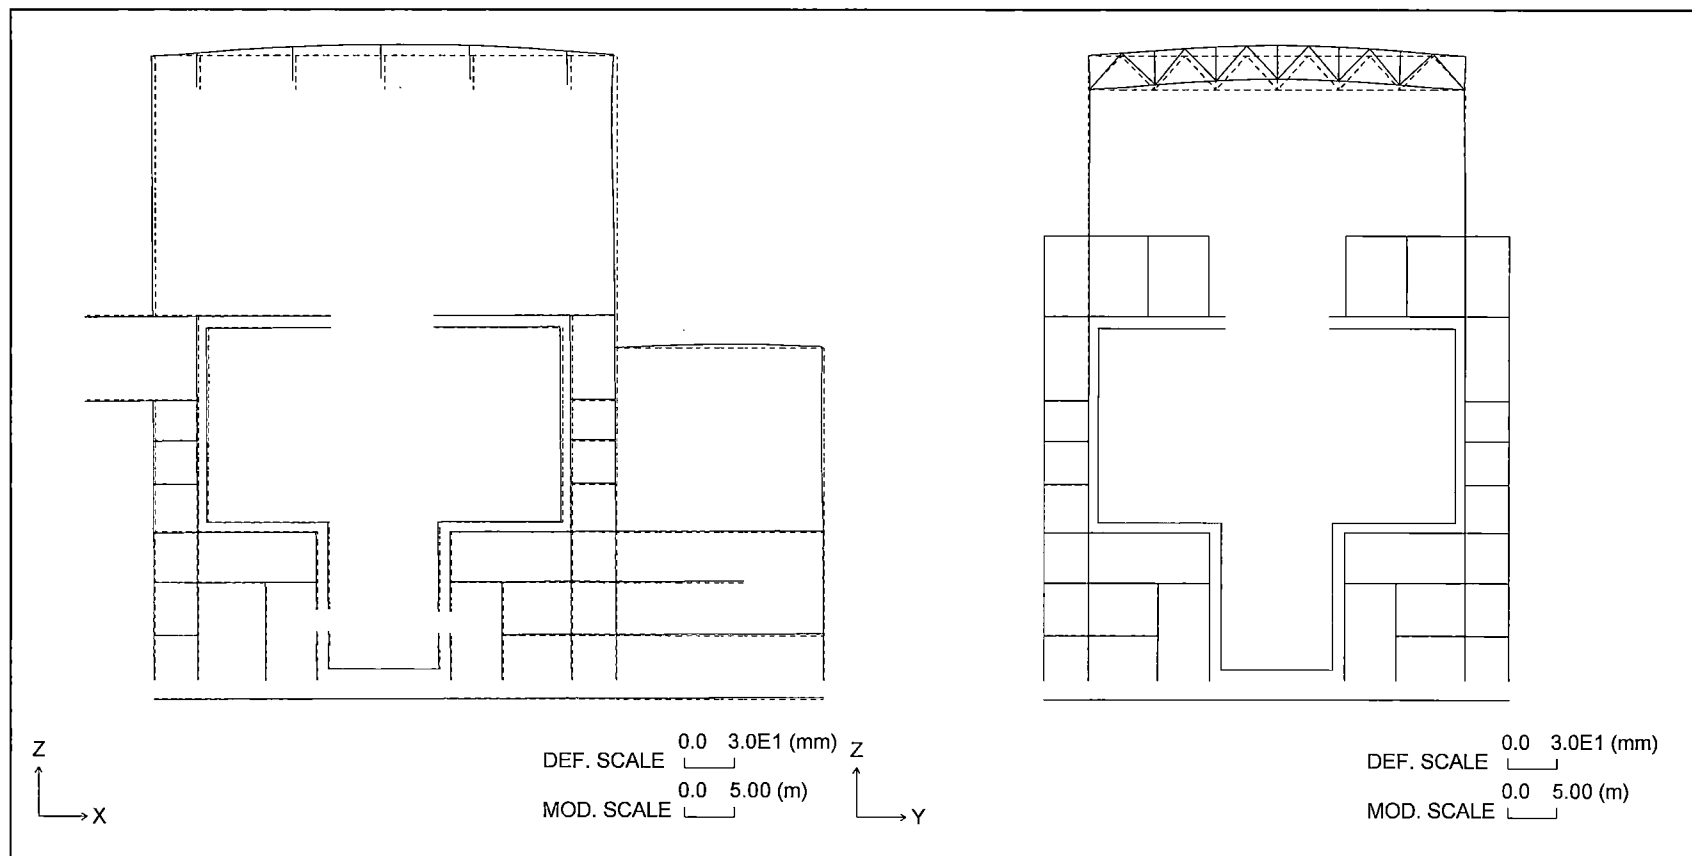 Z
X
DEF. SCALE 0.0 3.0E1 (mm)
MOD. SCALE 0.0 5.00 (m)
Z
Y
DEF. SCALE 0.0 3.0E1 (mm)
MOD. SCALE 0.0 5.00 (m)